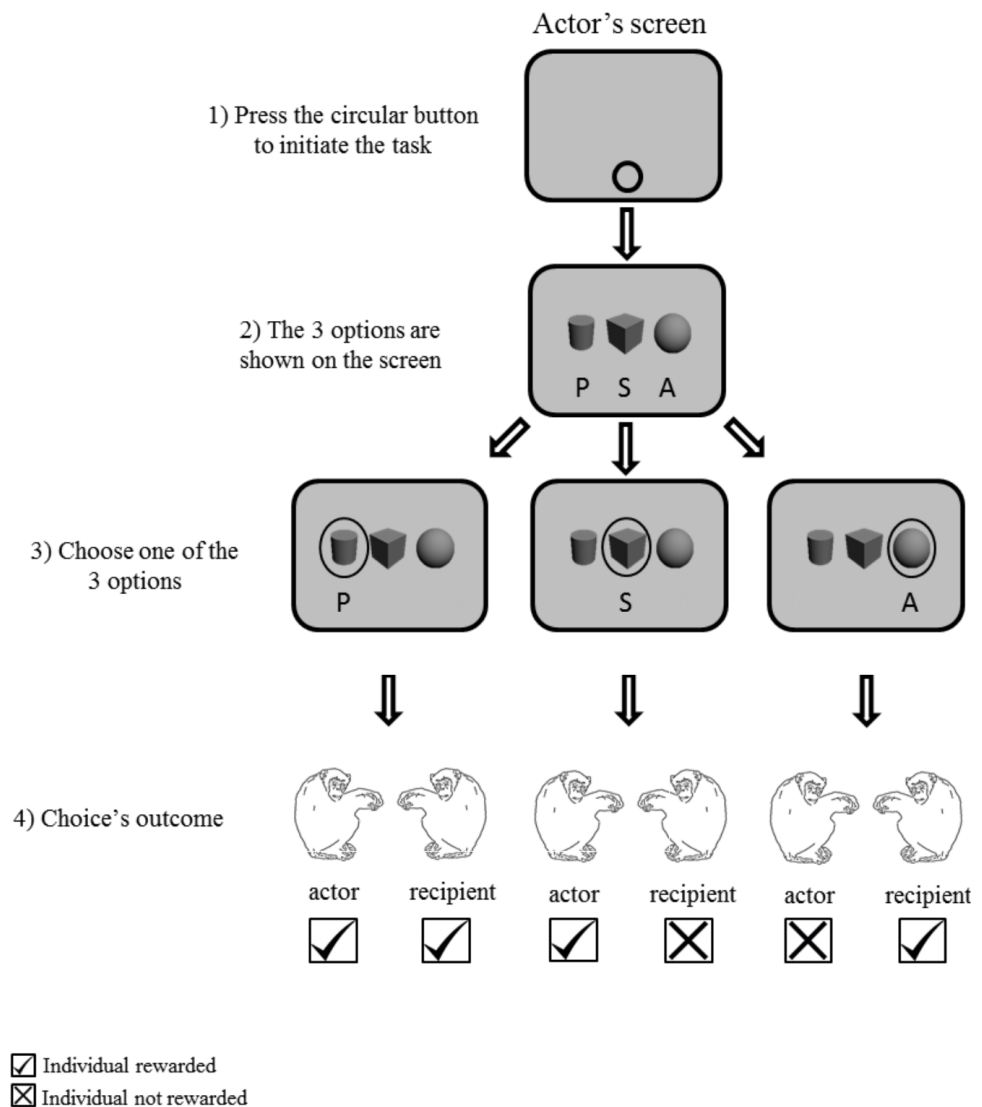 Actor's screen
1) Press the circular button
to initiate the task
2) The 3 options are
shown on the screen
P S A
3) Choose one of the
3 options
P
S
A
4) Choice's outcome
actor recipient actor recipient actor recipient
Individual rewarded
Individual not rewarded